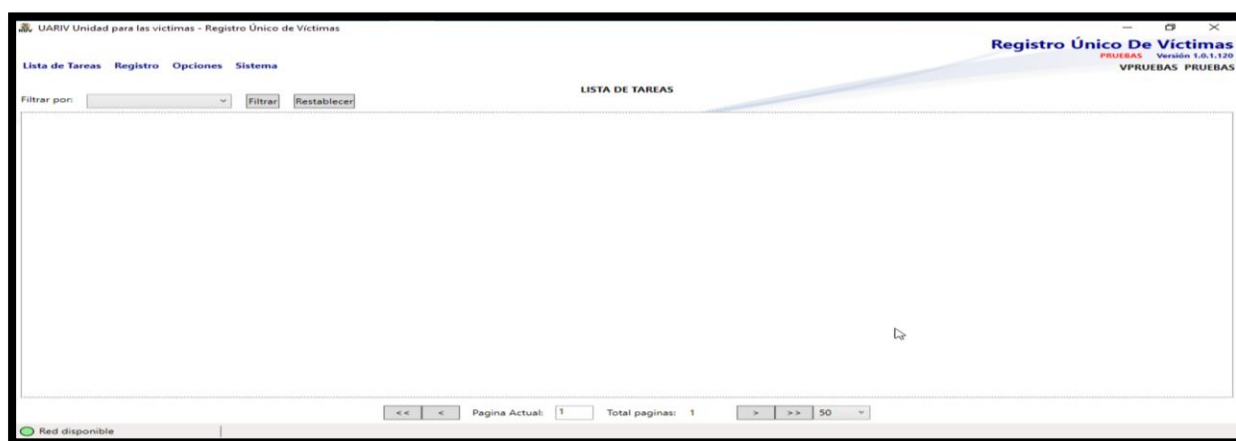 UARIV Unidad para las victimas - Registro Único de Víctimas
Registro Único De Víctimas
PRUEBAS Versión 1.0.1.120
Lista de Tareas Registro Opciones Sistema
VPRUEBAS PRUEBAS
LISTA DE TAREAS
Filtrar por: Filtrar Restablecer
<< < Pagina Actual: 1 Total paginas: 1 > >> 50
Red disponible